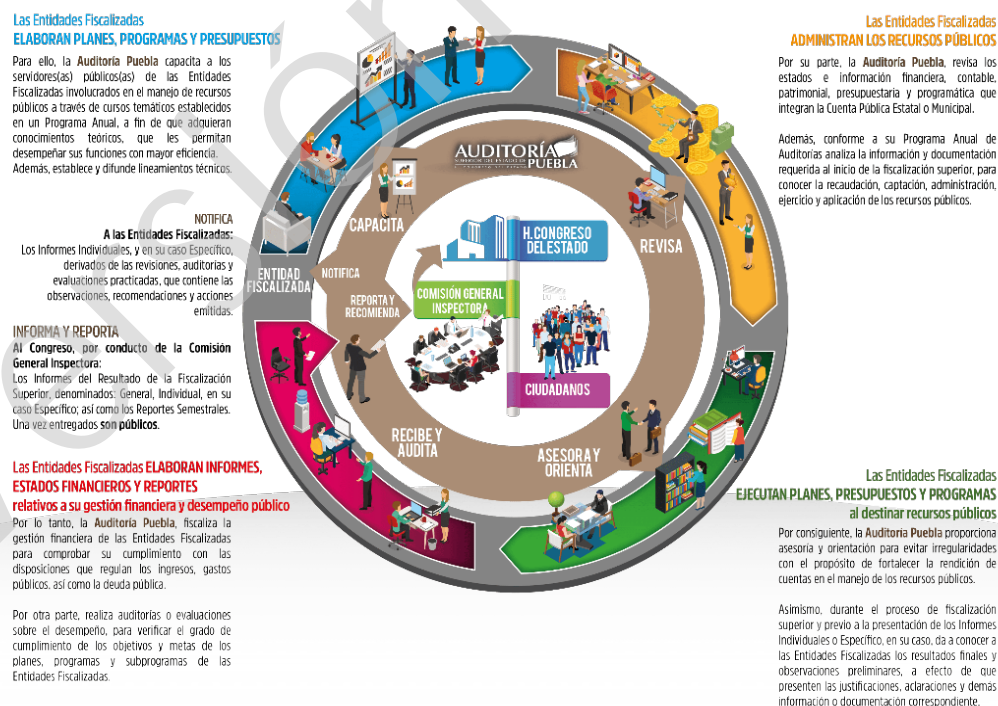 Las Entidades Fiscalizadas
ELABORAN PLANES, PROGRAMAS Y PRESUPUESTOS
Para ello, la Auditoría Puebla capacita a los
servidores(as) públicos(as) de las Entidades
Fiscalizadas involucrados en el manejo de recursos
públicos a través de cursos temáticos establecidos
en un Programa Anual, a fin de que adquieran
conocimientos teóricos, que les permitan
desempeñar sus funciones con mayor eficiencia.
Además, establece y difunde lineamientos técnicos.
NOTIFICA
A las Entidades Fiscalizadas:
Los Informes Individuales, y en su caso Específico,
derivados de las revisiones, auditorías y
evaluaciones practicadas, que contiene las
observaciones, recomendaciones y acciones
emitidas.
INFORMA Y REPORTA
Al Congreso, por conducto de la Comisión
General Inspectora:
Los Informes del Resultado de la Fiscalización
Superior, denominados: General, Individual, en su
caso Específico; así como los Reportes Semestrales.
Una vez entregados son públicos.
Las Entidades Fiscalizadas ELABORAN INFORMES,
ESTADOS FINANCIEROS Y REPORTES
relativos a su gestión financiera y desempeño público
Por lo tanto, la Auditoría Puebla, fiscaliza la
gestión financiera de las Entidades Fiscalizadas
para comprobar su cumplimiento con las
disposiciones que regulan los ingresos, gastos
públicos, así como la deuda pública.
Por otra parte, realiza auditorías o evaluaciones
sobre el desempeño, para verificar el grado de
cumplimiento de los objetivos y metas de los
planes, programas y subprogramas de las
Entidades Fiscalizadas.
AUDITORÍA
PUEBLA
CAPACITA
REVISA
H. CONGRESO
DEL ESTADO
ENTIDAD
FISCALIZADA
NOTIFICA
REPORTA Y
RECOMIENDA
COMISIÓN GENERAL
INSPECTORA
CIUDADANOS
RECIBE Y
AUDITA
ASESORA Y
ORIENTA
Las Entidades Fiscalizadas
ADMINISTRAN LOS RECURSOS PÚBLICOS
Por su parte, la Auditoría Puebla, revisa los
estados e información financiera, contable,
patrimonial, presupuestaria y programática que
integran la Cuenta Pública Estatal o Municipal.
Además, conforme a su Programa Anual de
Auditorías analiza la información y documentación
requerida al inicio de la fiscalización superior, para
conocer la recaudación, captación, administración,
ejercicio y aplicación de los recursos públicos.
Las Entidades Fiscalizadas
EJECUTAN PLANES, PRESUPUESTOS Y PROGRAMAS
al destinar recursos públicos
Por consiguiente, la Auditoría Puebla proporciona
asesoría y orientación para evitar irregularidades
con el propósito de fortalecer la rendición de
cuentas en el manejo de los recursos públicos.
Asimismo, durante el proceso de fiscalización
superior y previo a la presentación de los Informes
Individuales o Específico, en su caso, da a conocer a
las Entidades Fiscalizadas los resultados finales y
observaciones preliminares, a efecto de que
presenten las justificaciones, aclaraciones y demás
información o documentación correspondiente.